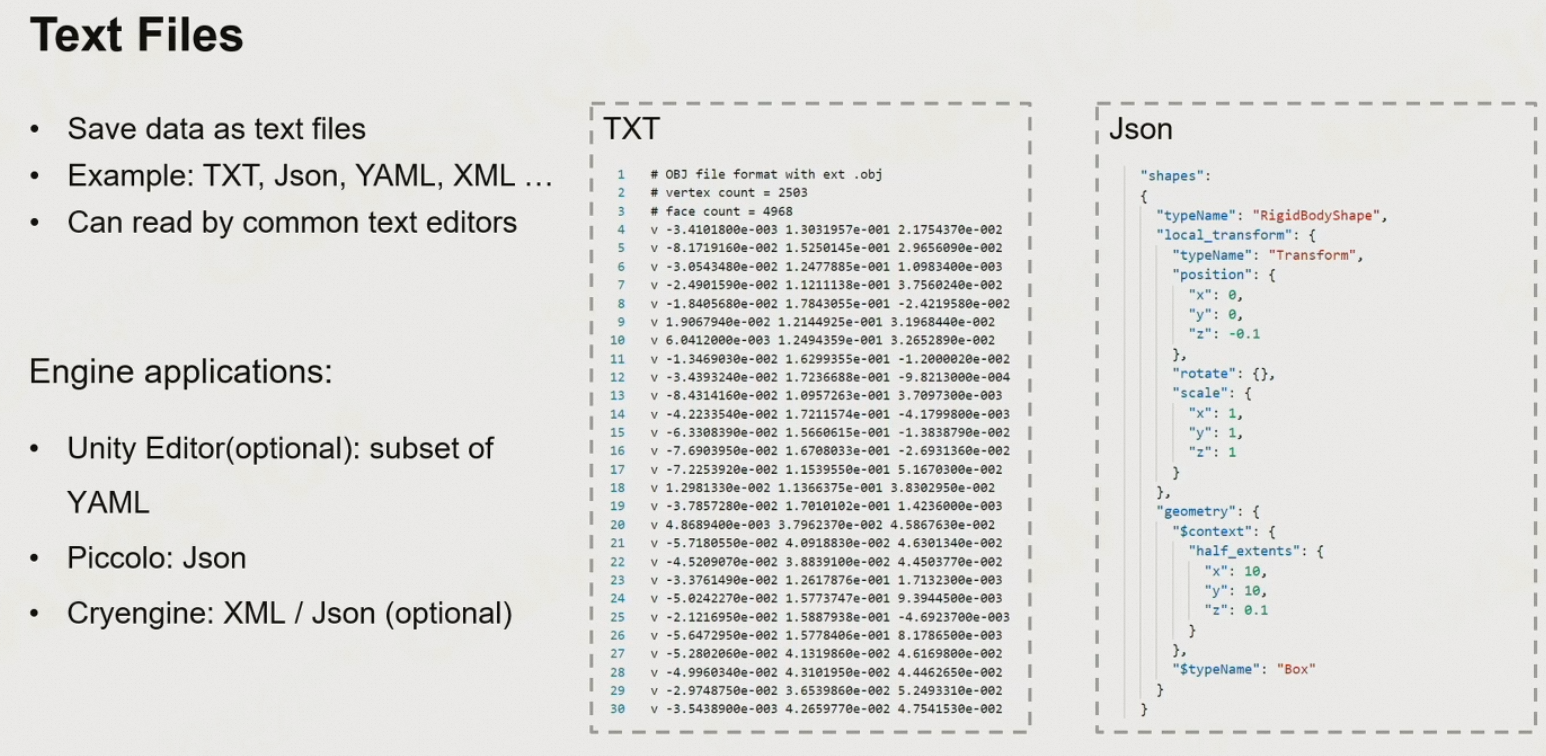 Text Files
• Save data as text files
• Example: TXT, Json, YAML, XML …
• Can read by common text editors
Engine applications:
• Unity Editor(optional): subset of
YAML
• Piccolo: Json
• Cryengine: XML / Json (optional)
TXT
1 # OBJ file format with ext .obj
2 # vertex count = 2503
3 # face count = 4968
4 v -3.4101800e-003 1.3031957e-001 2.1754370e-002
5 v -8.1719160e-002 1.5250145e-001 2.9656090e-002
6 v -3.0543480e-002 1.2477885e-001 1.0983400e-003
7 v -2.4901590e-002 1.1211138e-001 3.7560240e-002
8 v -1.8405680e-002 1.7843055e-001 -2.4219580e-002
9 v 1.9067940e-002 1.2144925e-001 3.1968440e-002
10 v 6.0412000e-003 1.2494359e-001 3.2652890e-002
11 v -1.3469030e-002 1.6299355e-001 -1.2000020e-002
12 v -3.4393240e-002 1.7236688e-001 -9.8213000e-004
13 v -8.4314160e-002 1.0957263e-001 3.7097300e-003
14 v -4.2233540e-002 1.7211574e-001 -4.1799800e-003
15 v -6.3308390e-002 1.5660615e-001 -1.3838790e-002
16 v -7.6903950e-002 1.6708033e-001 -2.6931360e-002
17 v -7.2253920e-002 1.1539550e-001 5.1670300e-002
18 v 1.2981330e-002 1.1366375e-001 3.8302950e-002
19 v -3.7857280e-002 1.7010102e-001 1.4236000e-003
20 v 4.8689400e-003 3.7962370e-002 4.5867630e-002
21 v -5.7180550e-002 4.0918830e-002 4.6301340e-002
22 v -4.5209070e-002 3.8839100e-002 4.4503770e-002
23 v -3.3761490e-002 1.2617876e-001 1.7132300e-003
24 v -5.0242270e-002 1.5773747e-001 9.3944500e-003
25 v -2.1216950e-002 1.5887938e-001 -4.6923700e-003
26 v -5.6472950e-002 1.5778406e-001 8.1786500e-003
27 v -5.2802060e-002 4.1319860e-002 4.6169800e-002
28 v -4.9960340e-002 4.3101950e-002 4.4462650e-002
29 v -2.9748750e-002 3.6539860e-002 5.2493310e-002
30 v -3.5438900e-003 4.2659770e-002 4.7541530e-002
Json
"shapes":
{
"typeName": "RigidBodyShape",
"local_transform": {
"typeName": "Transform",
"position": {
"x": 0,
"y": 0,
"z": -0.1
},
"rotate": {},
"scale": {
"x": 1,
"y": 1,
"z": 1
}
},
"geometry": {
"$context": {
"half_extents": {
"x": 10,
"y": 10,
"z": 0.1
}
},
"$typeName": "Box"
}
}